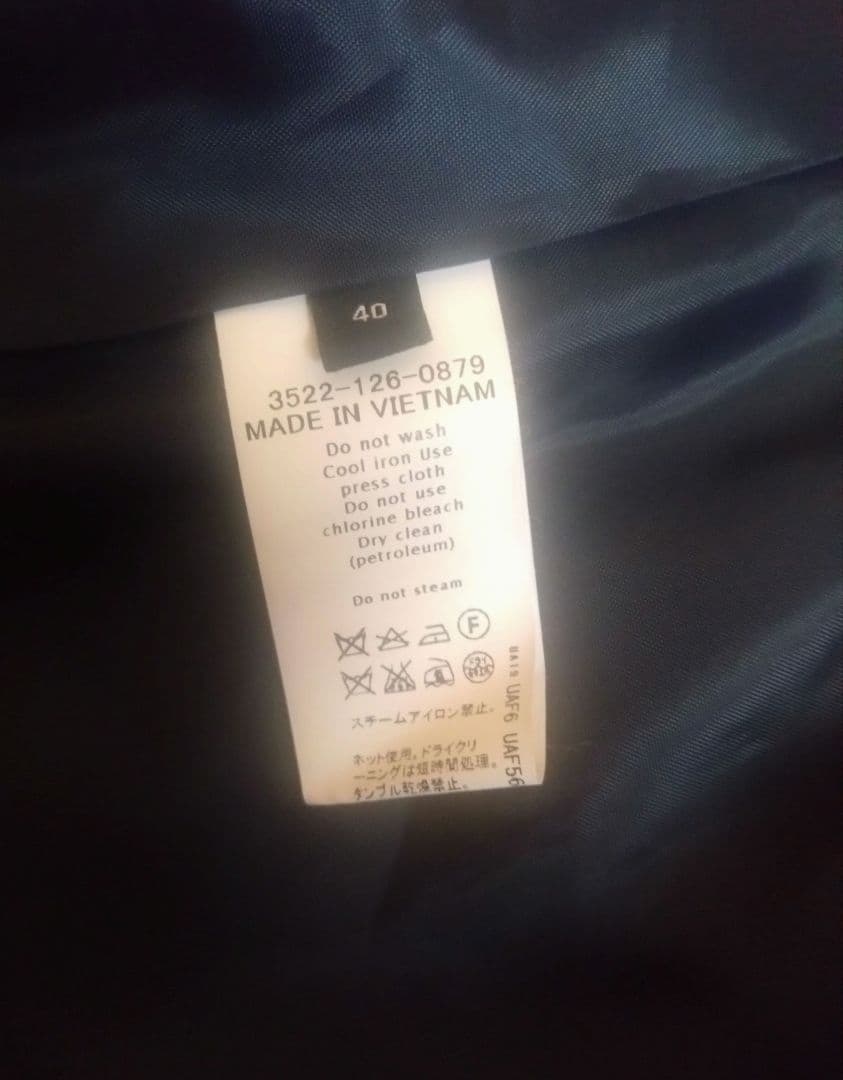 40
3522-126-0879
MADE IN VIETNAM
Do not wash
Cool iron Use
press cloth
Do not use
chlorine bleach
Dry clean
(petroleum)
Do not steam
F
スチームアイロン禁止。
ネット使用。ドライクリ
ーニングは短時間処理。
タンブル乾燥禁止。
UA19 UAF6 UAF56